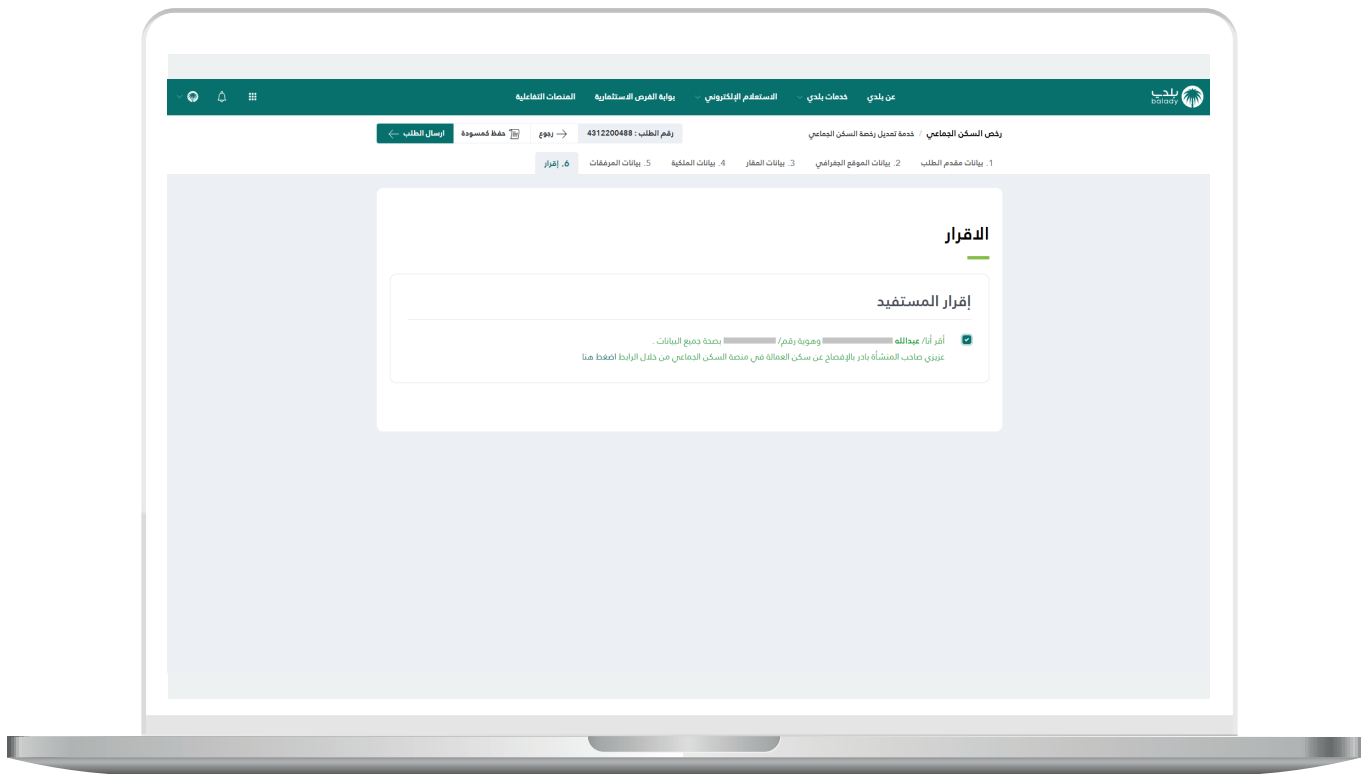 بلدي
balady
عن بلدي
خدمات بلدي
الاستعلام الإلكتروني
بوابة الفرص الاستثمارية
المنصات التفاعلية
رخص السكن الجماعي / خدمة تعديل رخصة السكن الجماعي
رقم الطلب : 4312200488
رجوع
حفظ كمسودة
ارسال الطلب
1. بيانات مقدم الطلب
2. بيانات الموقع الجغرافي
3. بيانات العقار
4. بيانات الملكية
5. بيانات المرفقات
6. إقرار
الاقرار
إقرار المستفيد
أقر أنا/ عبدالله وهوية رقم/ بصحة جميع البيانات .
عزيزي صاحب المنشأة بادر بالإفصاح عن سكن العمالة في منصة السكن الجماعي من خلال الرابط اضغط هنا